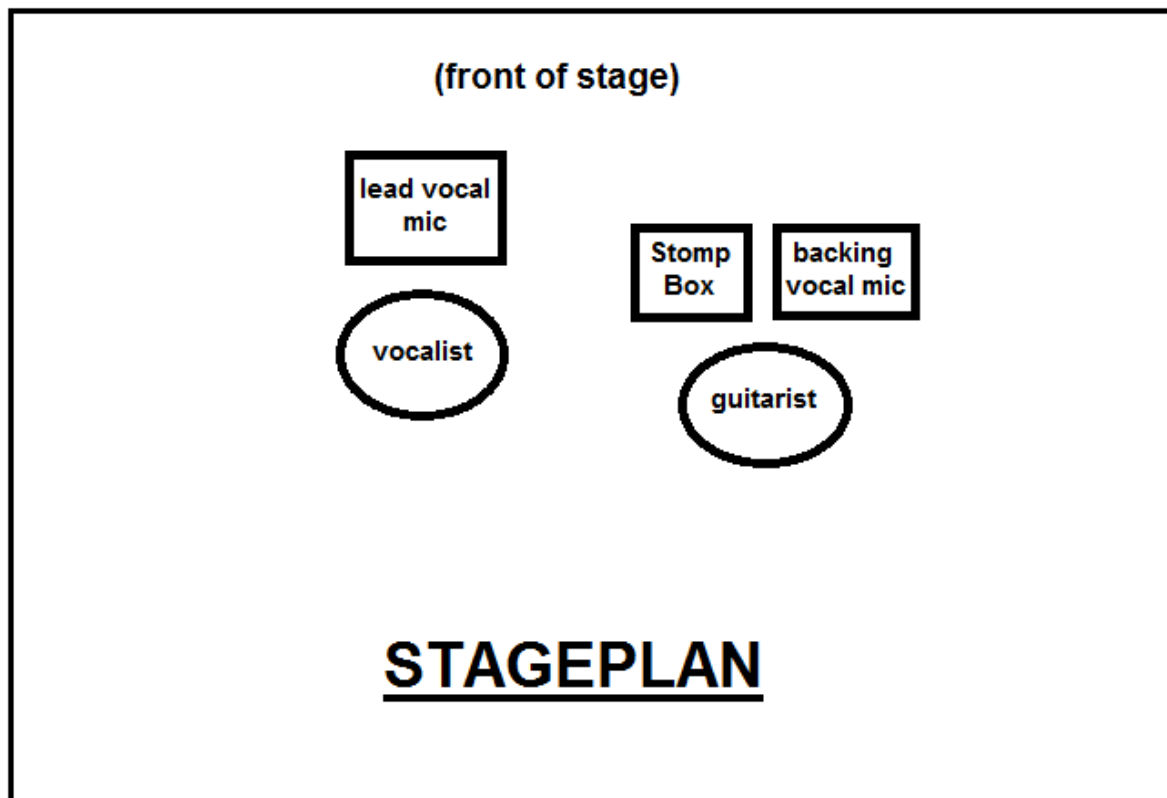 (front of stage)
lead vocal
mic
Stomp
Box
backing
vocal mic
vocalist
guitarist
STAGEPLAN